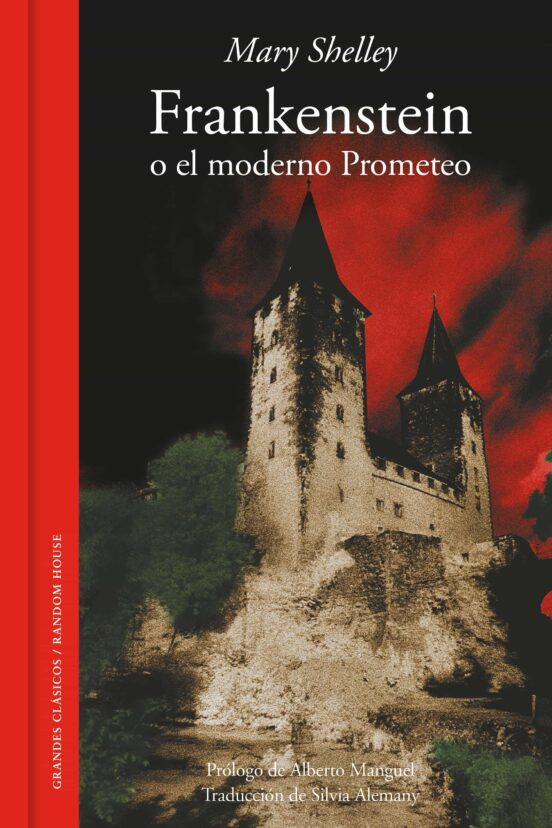 Mary Shelley
Frankenstein
o el moderno Prometeo
GRANDES CLÁSICOS / RANDOM HOUSE
Prólogo de Alberto Manguel
Traducción de Silvia Alemany